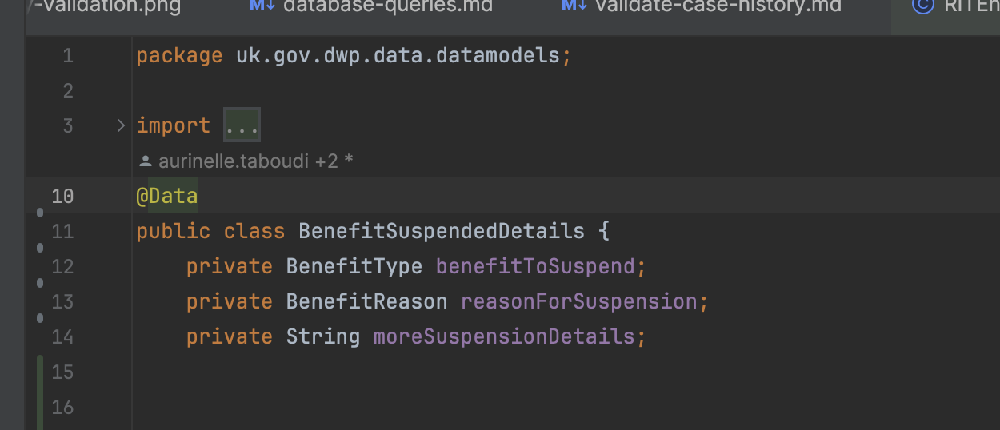 -validation.png database-queries.md validate-case-history.md RITEn
1 package uk.gov.dwp.data.datamodels;
2
3 import ...
aurinelle.taboudi +2 *
10 @Data
11 public class BenefitSuspendedDetails {
12 private BenefitType benefitToSuspend;
13 private BenefitReason reasonForSuspension;
14 private String moreSuspensionDetails;
15
16